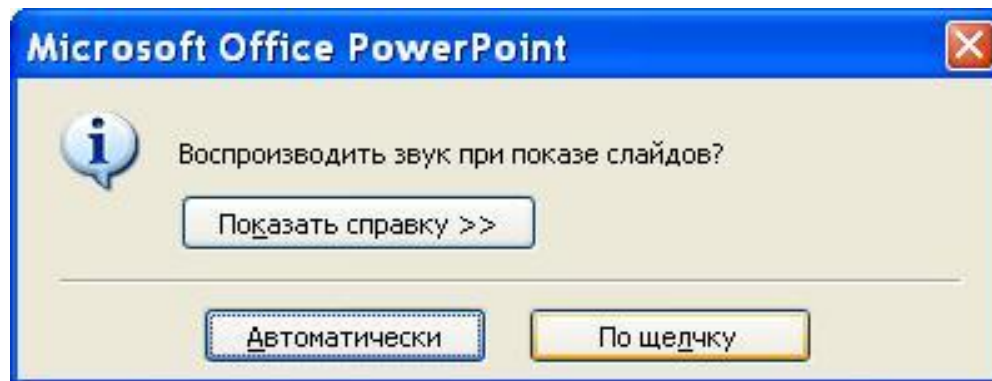 Microsoft Office PowerPoint
Воспроизводить звук при показе слайдов?
Показать справку >>
Автоматически По щелчку